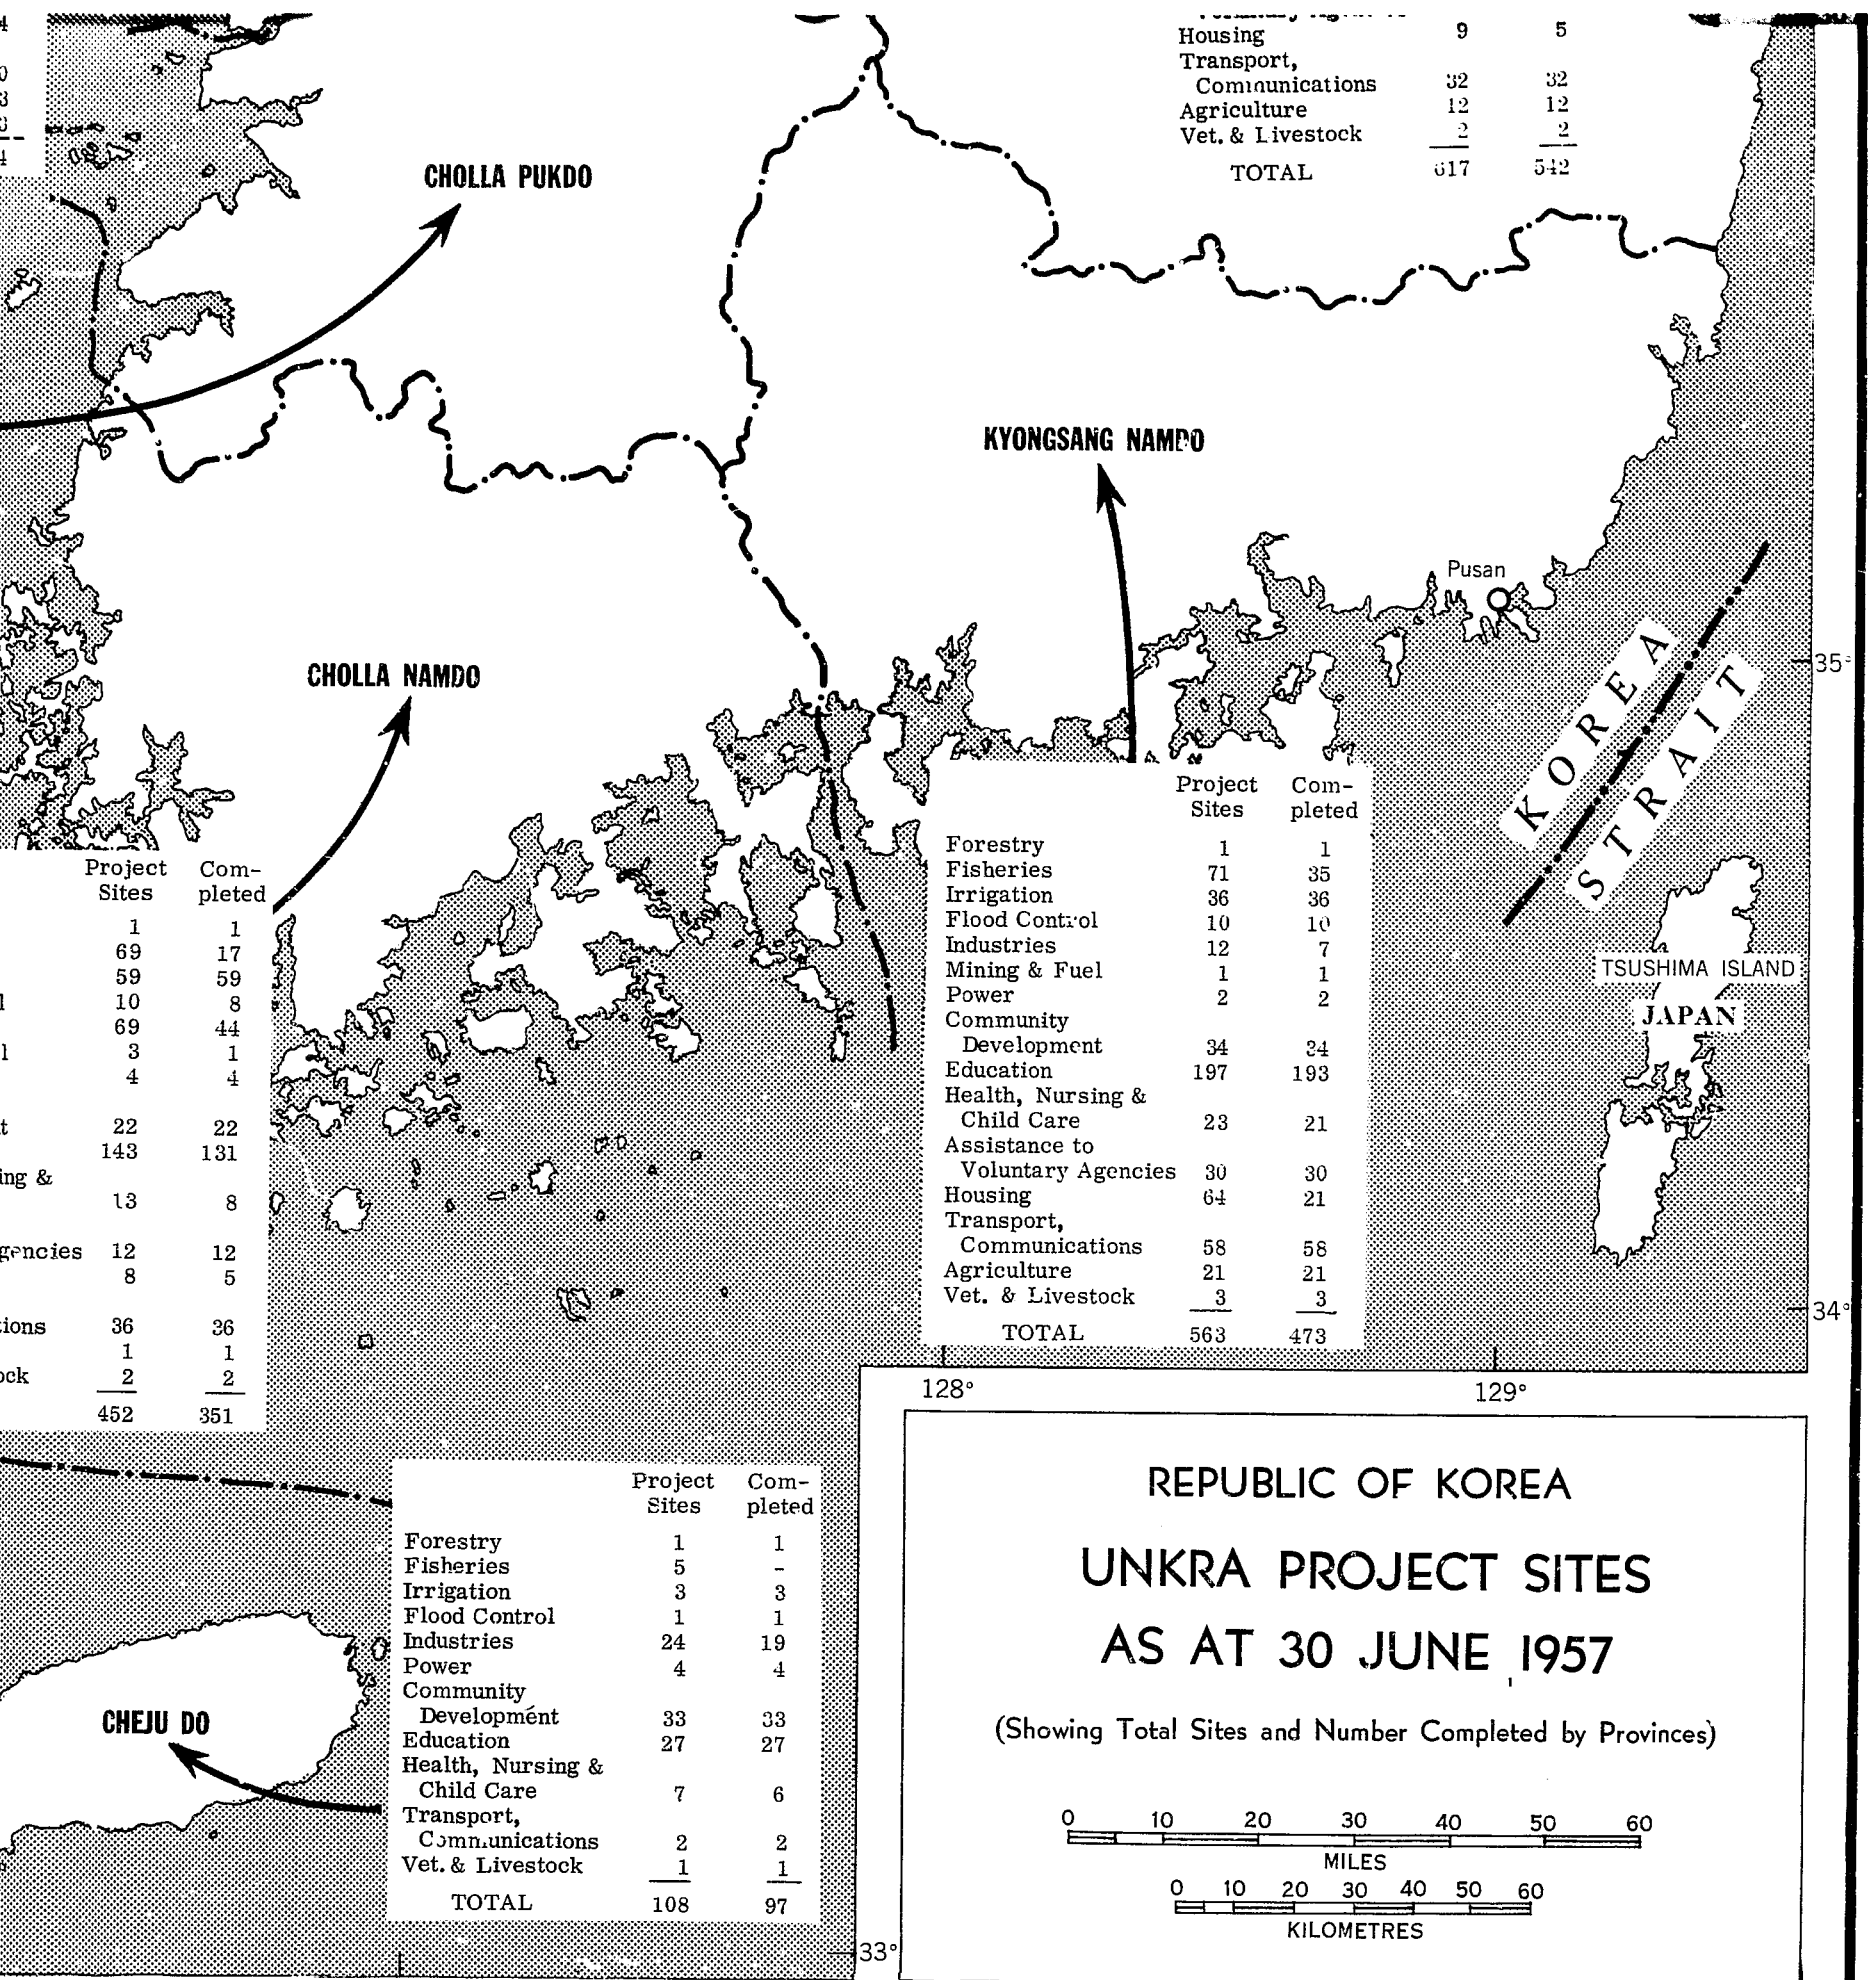 Housing 9 5
Transport,
Communications 32 32
Agriculture 12 12
Vet. & Livestock 2 2
TOTAL 617 542
CHOLLA PUKDO
KYONGSANG NAMDO
Pusan
CHOLLA NAMDO
KOREA
STRAIT
35°
Project Com-
Sites pleted
Forestry 1 1
Fisheries 71 35
Irrigation 36 36
Flood Control 10 10
Industries 12 7
Mining & Fuel 1 1
Power 2 2
Community
Development 34 34
Education 197 193
Health, Nursing &
Child Care 23 21
Assistance to
Voluntary Agencies 30 30
Housing 64 21
Transport,
Communications 58 58
Agriculture 21 21
Vet. & Livestock 3 3
TOTAL 563 473
TSUSHIMA ISLAND
JAPAN
34°
128° 129°
Project Com-
Sites pleted
1 1
69 17
59 59
l 10 8
69 44
l 3 1
4 4
t 22 22
143 131
ing &
13 8
gencies 12 12
8 5
tions 36 36
1 1
ock 2 2
452 351
Project Com-
Sites pleted
Forestry 1 1
Fisheries 5 -
Irrigation 3 3
Flood Control 1 1
Industries 24 19
Power 4 4
Community
Development 33 33
Education 27 27
Health, Nursing &
Child Care 7 6
Transport,
Communications 2 2
Vet. & Livestock 1 1
TOTAL 108 97
CHEJU DO
33°
REPUBLIC OF KOREA
UNKRA PROJECT SITES
AS AT 30 JUNE 1957
(Showing Total Sites and Number Completed by Provinces)
0 10 20 30 40 50 60
MILES
0 10 20 30 40 50 60
KILOMETRES